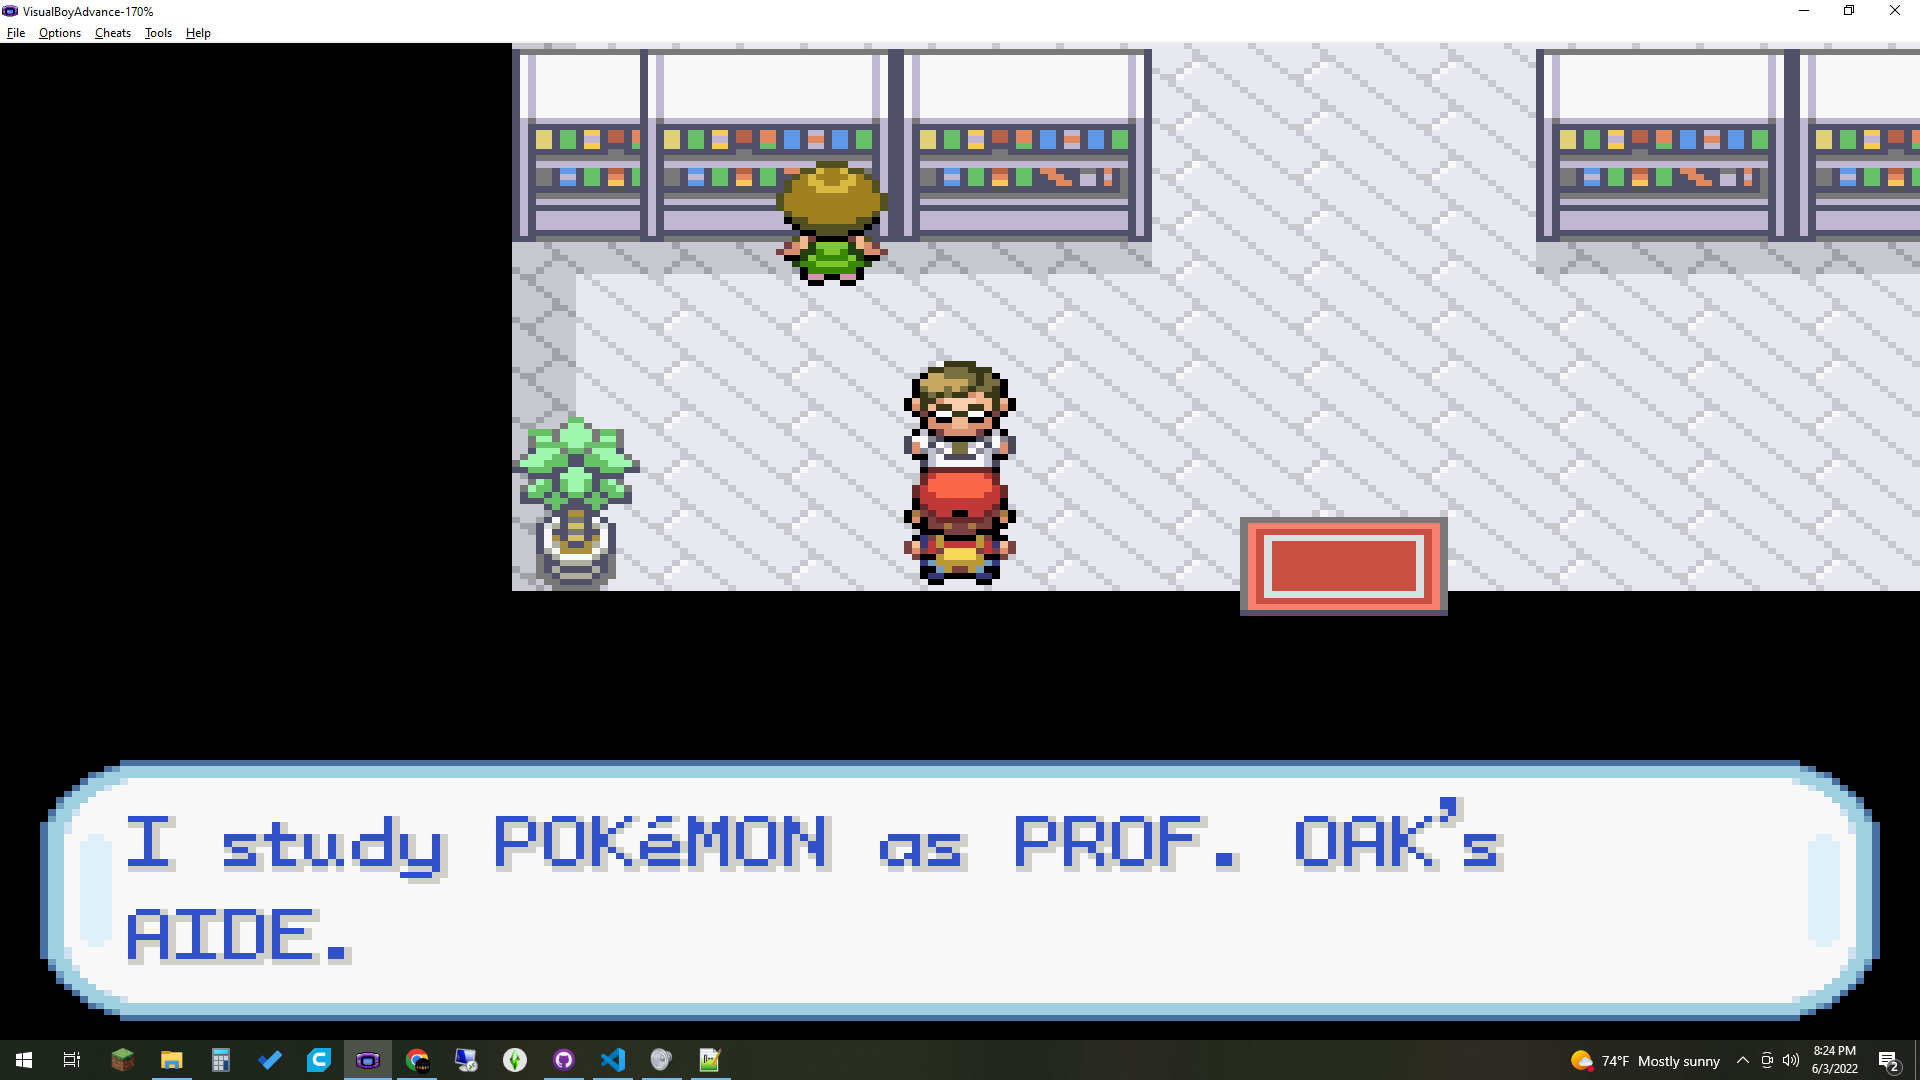 VisualBoyAdvance-170%
File Options Cheats Tools Help
I study POKéMON as PROF. OAK's
AIDE.
74°F Mostly sunny
8:24 PM
6/3/2022
2